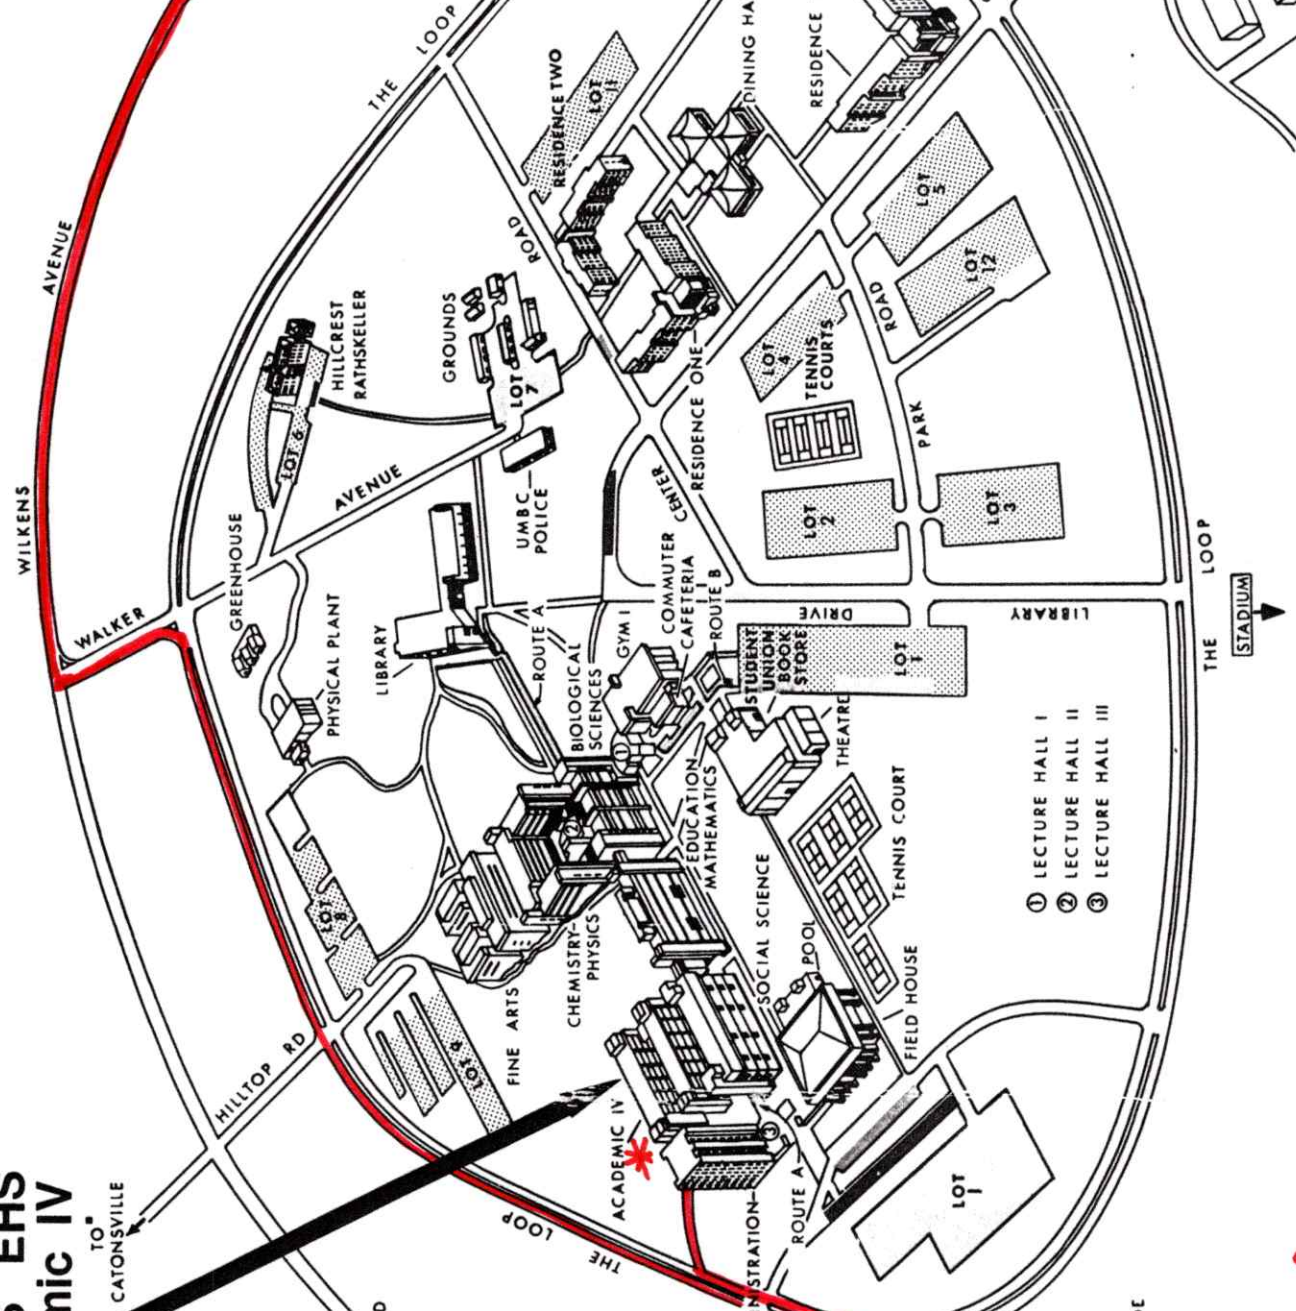 EHS
IV
TO
CATONSVILLE
WILKENS
AVENUE
WALKER
THE LOOP
HILLTOP RD
THE LOOP
GREENHOUSE
PHYSICAL PLANT
LIBRARY
AVENUE
LOT 6
HILLCREST
RATHSKELLER
GROUNDS
LOT
7
UMBC
POLICE
ROAD
RESIDENCE TWO
LOT
11
DINING
RESIDENCE
RESIDENCE ONE
CENTER
LOT
5
LOT
12
ROAD
LOT
4
TENNIS
COURTS
PARK
LOT
2
LOT
3
LIBRARY
DRIVE
THE LOOP
STADIUM
ROUTE A
BIOLOGICAL
SCIENCES
GYM I
COMMUTER
CAFETERIA
ROUTE B
STUDENT
UNION
BOOK
STORE
LOT
1
THEATRE
EDUCATION
MATHEMATICS
TENNIS COURT
SOCIAL SCIENCE
POOL
FIELD HOUSE
CHEMISTRY-
PHYSICS
FINE ARTS
LOT
8
LOT 9
ACADEMIC IV
ROUTE A
LOT
1
① LECTURE HALL I
② LECTURE HALL II
③ LECTURE HALL III
①
②
③